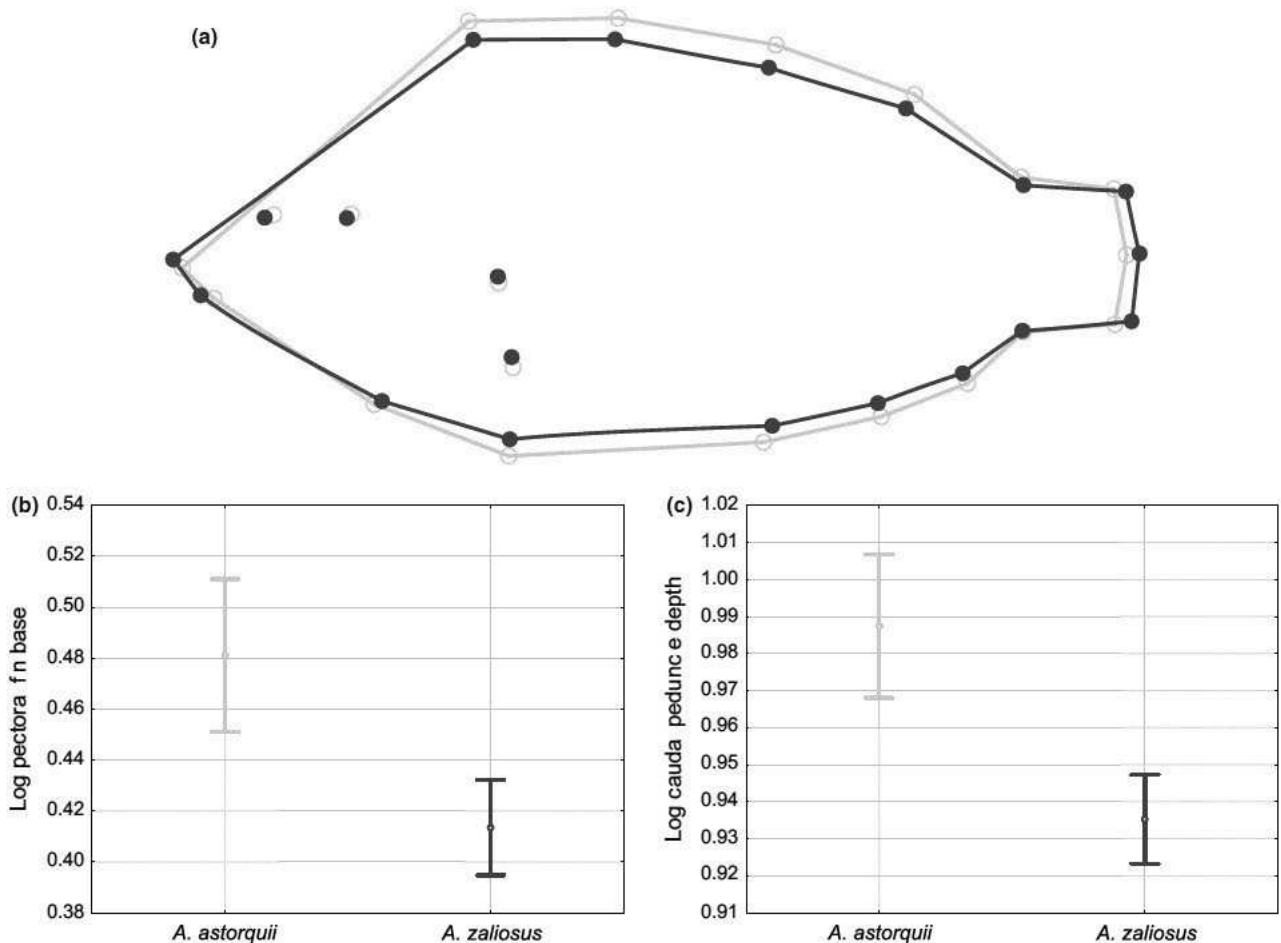 (a)
(b)
0.54
0.52
0.50
0.48
0.46
0.44
0.42
0.40
0.38
Log pectora f n base
A. astorquii
A. zaliosus
(c)
1.02
1.01
1.00
0.99
0.98
0.97
0.96
0.95
0.94
0.93
0.92
0.91
Log cauda pedunc e depth
A. astorquii
A. zaliosus